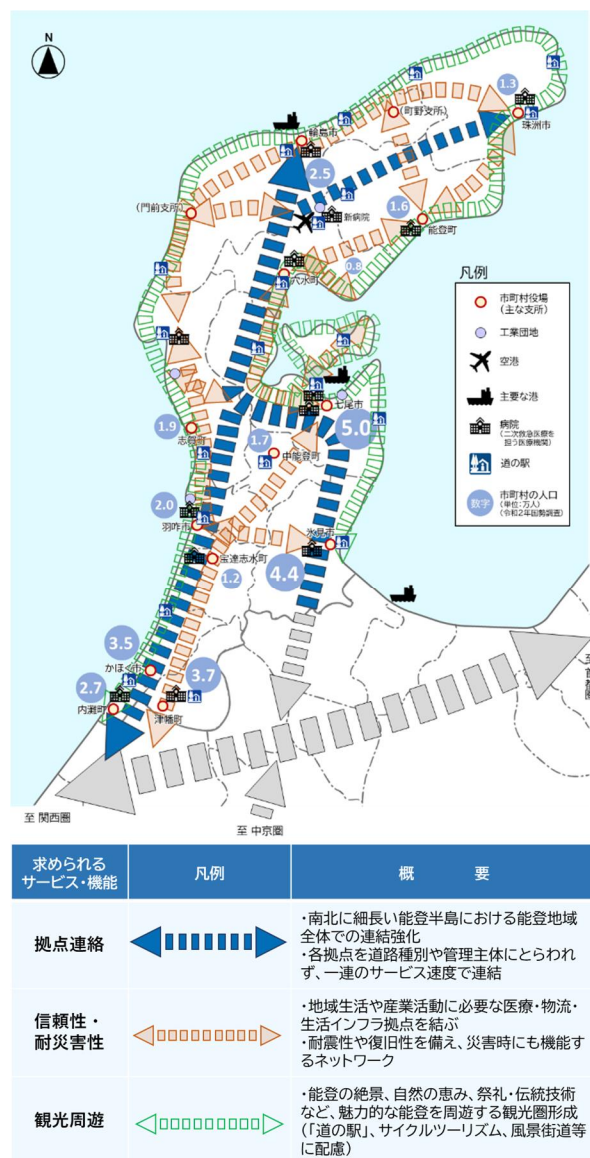 N
1.3
(町野支所)
珠洲市
輪島市
2.5
新病院
(門前支所)
1.6
能登町
0.8
穴水町
凡例
市町村役場
(主な支所)
工業団地
空港
主要な港
病院
(二次救急医療を
担う医療機関)
道の駅
数字
市町村の人口
(単位:万人)
(令和2年国勢調査)
七尾市
5.0
1.9
志賀町
1.7
中能登町
2.0
羽咋市
氷見市
宝達志水町
1.2
4.4
3.5
かほく市
3.7
2.7
内灘町
津幡町
至 首都圏
至 関西圏
至 中京圏
求められる
サービス・機能
凡例
概 要
拠点連絡
・南北に細長い能登半島における能登地域
全体での連結強化
・各拠点を道路種別や管理主体にとらわれ
ず、一連のサービス速度で連結
信頼性・
耐災害性
・地域生活や産業活動に必要な医療・物流・
生活インフラ拠点を結ぶ
・耐震性や復旧性を備え、災害時にも機能す
るネットワーク
観光周遊
・能登の絶景、自然の恵み、祭礼・伝統技術
など、魅力的な能登を周遊する観光圏形成
(「道の駅」、サイクルツーリズム、風景街道等
に配慮)